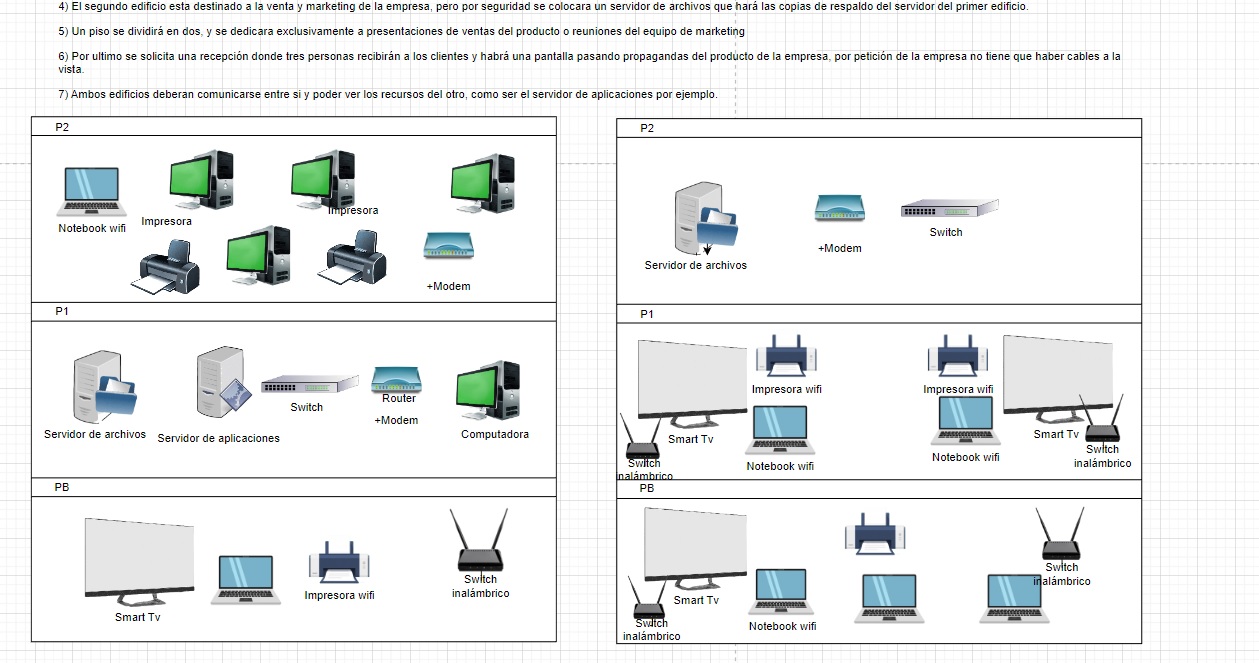 4) El segundo edificio esta destinado a la venta y marketing de la empresa, pero por seguridad se colocara un servidor de archivos que hará las copias de respaldo del servidor del primer edificio.
5) Un piso se dividirá en dos, y se dedicara exclusivamente a presentaciones de ventas del producto o reuniones del equipo de marketing
6) Por ultimo se solicita una recepción donde tres personas recibirán a los clientes y habrá una pantalla pasando propagandas del producto de la empresa, por petición de la empresa no tiene que haber cables a la
vista.
7) Ambos edificios deberan comunicarse entre si y poder ver los recursos del otro, como ser el servidor de aplicaciones por ejemplo.
P2
Notebook wifi
Impresora
Impresora
+Modem
P1
Servidor de archivos
Servidor de aplicaciones
Switch
Router
+Modem
Computadora
PB
Smart Tv
Impresora wifi
Switch
inalámbrico
P2
Servidor de archivos
+Modem
Switch
P1
Smart Tv
Switch
inalámbrico
Impresora wifi
Notebook wifi
Impresora wifi
Notebook wifi
Smart Tv
Switch
inalámbrico
PB
Smart Tv
Switch
inalámbrico
Notebook wifi
Switch
inalámbrico